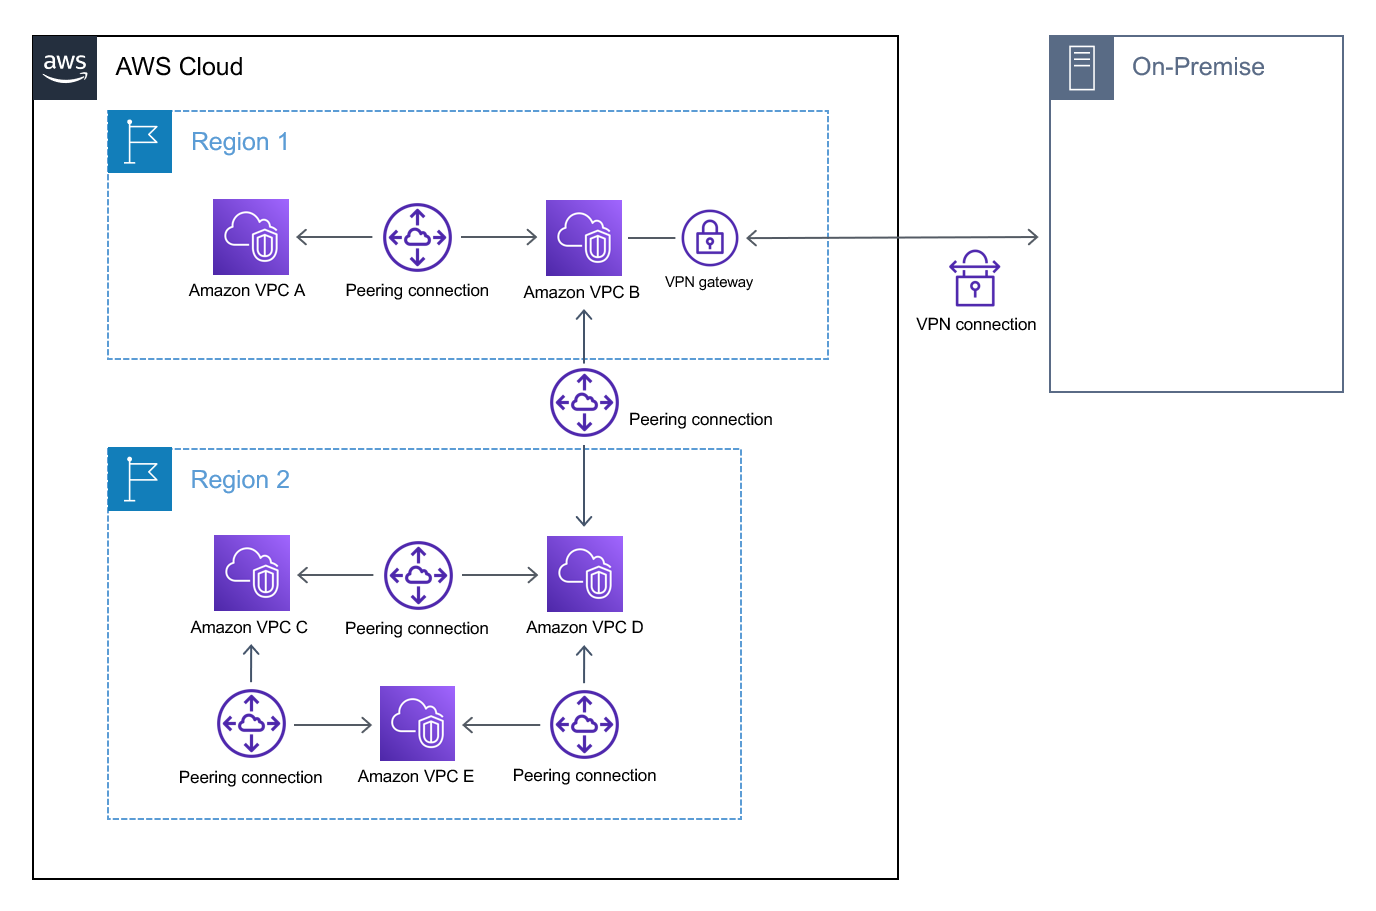 aws
AWS Cloud
On-Premise
Region 1
Amazon VPC A
Peering connection
Amazon VPC B
VPN gateway
VPN connection
Peering connection
Region 2
Amazon VPC C
Peering connection
Amazon VPC D
Peering connection
Amazon VPC E
Peering connection